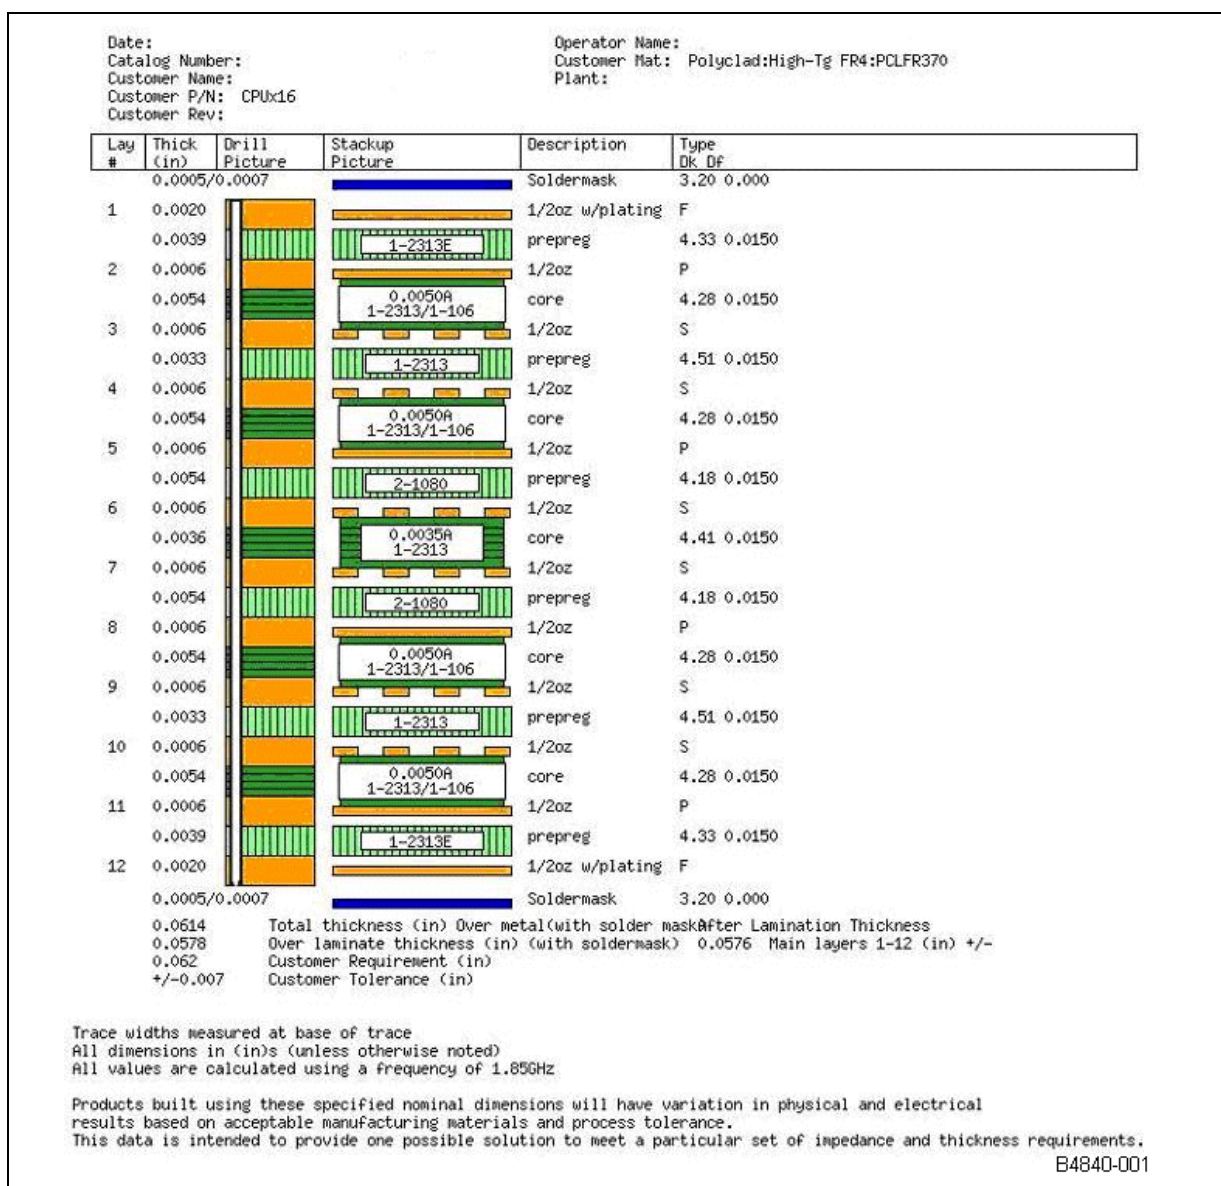 Date:
Operator Name:
Catalog Number:
Customer Mat: Polyclad:High-Tg FR4:PCLFR370
Customer Name:
Plant:
Customer P/N: CPUx16
Customer Rev:
Lay # Thick (in) Drill Picture Stackup Picture Description Type Dk Df
0.0005/0.0007 Soldermask 3.20 0.000
1 0.0020 1/2oz w/plating F
0.0039 1-2313E prepreg 4.33 0.0150
2 0.0006 1/2oz P
0.0054 0.0050A 1-2313/1-106 core 4.28 0.0150
3 0.0006 1/2oz S
0.0033 1-2313 prepreg 4.51 0.0150
4 0.0006 1/2oz S
0.0054 0.0050A 1-2313/1-106 core 4.28 0.0150
5 0.0006 1/2oz P
0.0054 2-1080 prepreg 4.18 0.0150
6 0.0006 1/2oz S
0.0036 0.0035A 1-2313 core 4.41 0.0150
7 0.0006 1/2oz S
0.0054 2-1080 prepreg 4.18 0.0150
8 0.0006 1/2oz P
0.0054 0.0050A 1-2313/1-106 core 4.28 0.0150
9 0.0006 1/2oz S
0.0033 1-2313 prepreg 4.51 0.0150
10 0.0006 1/2oz S
0.0054 0.0050A 1-2313/1-106 core 4.28 0.0150
11 0.0006 1/2oz P
0.0039 1-2313E prepreg 4.33 0.0150
12 0.0020 1/2oz w/plating F
0.0005/0.0007 Soldermask 3.20 0.000
0.0614 Total thickness (in) Over metal(with solder maskAfter Lamination Thickness
0.0578 Over laminate thickness (in) (with soldermask) 0.0576 Main layers 1-12 (in) +/-
0.062 Customer Requirement (in)
+/-0.007 Customer Tolerance (in)
Trace widths measured at base of trace
All dimensions in (in)s (unless otherwise noted)
All values are calculated using a frequency of 1.85GHz
Products built using these specified nominal dimensions will have variation in physical and electrical
results based on acceptable manufacturing materials and process tolerance.
This data is intended to provide one possible solution to meet a particular set of impedance and thickness requirements.
B4840-001